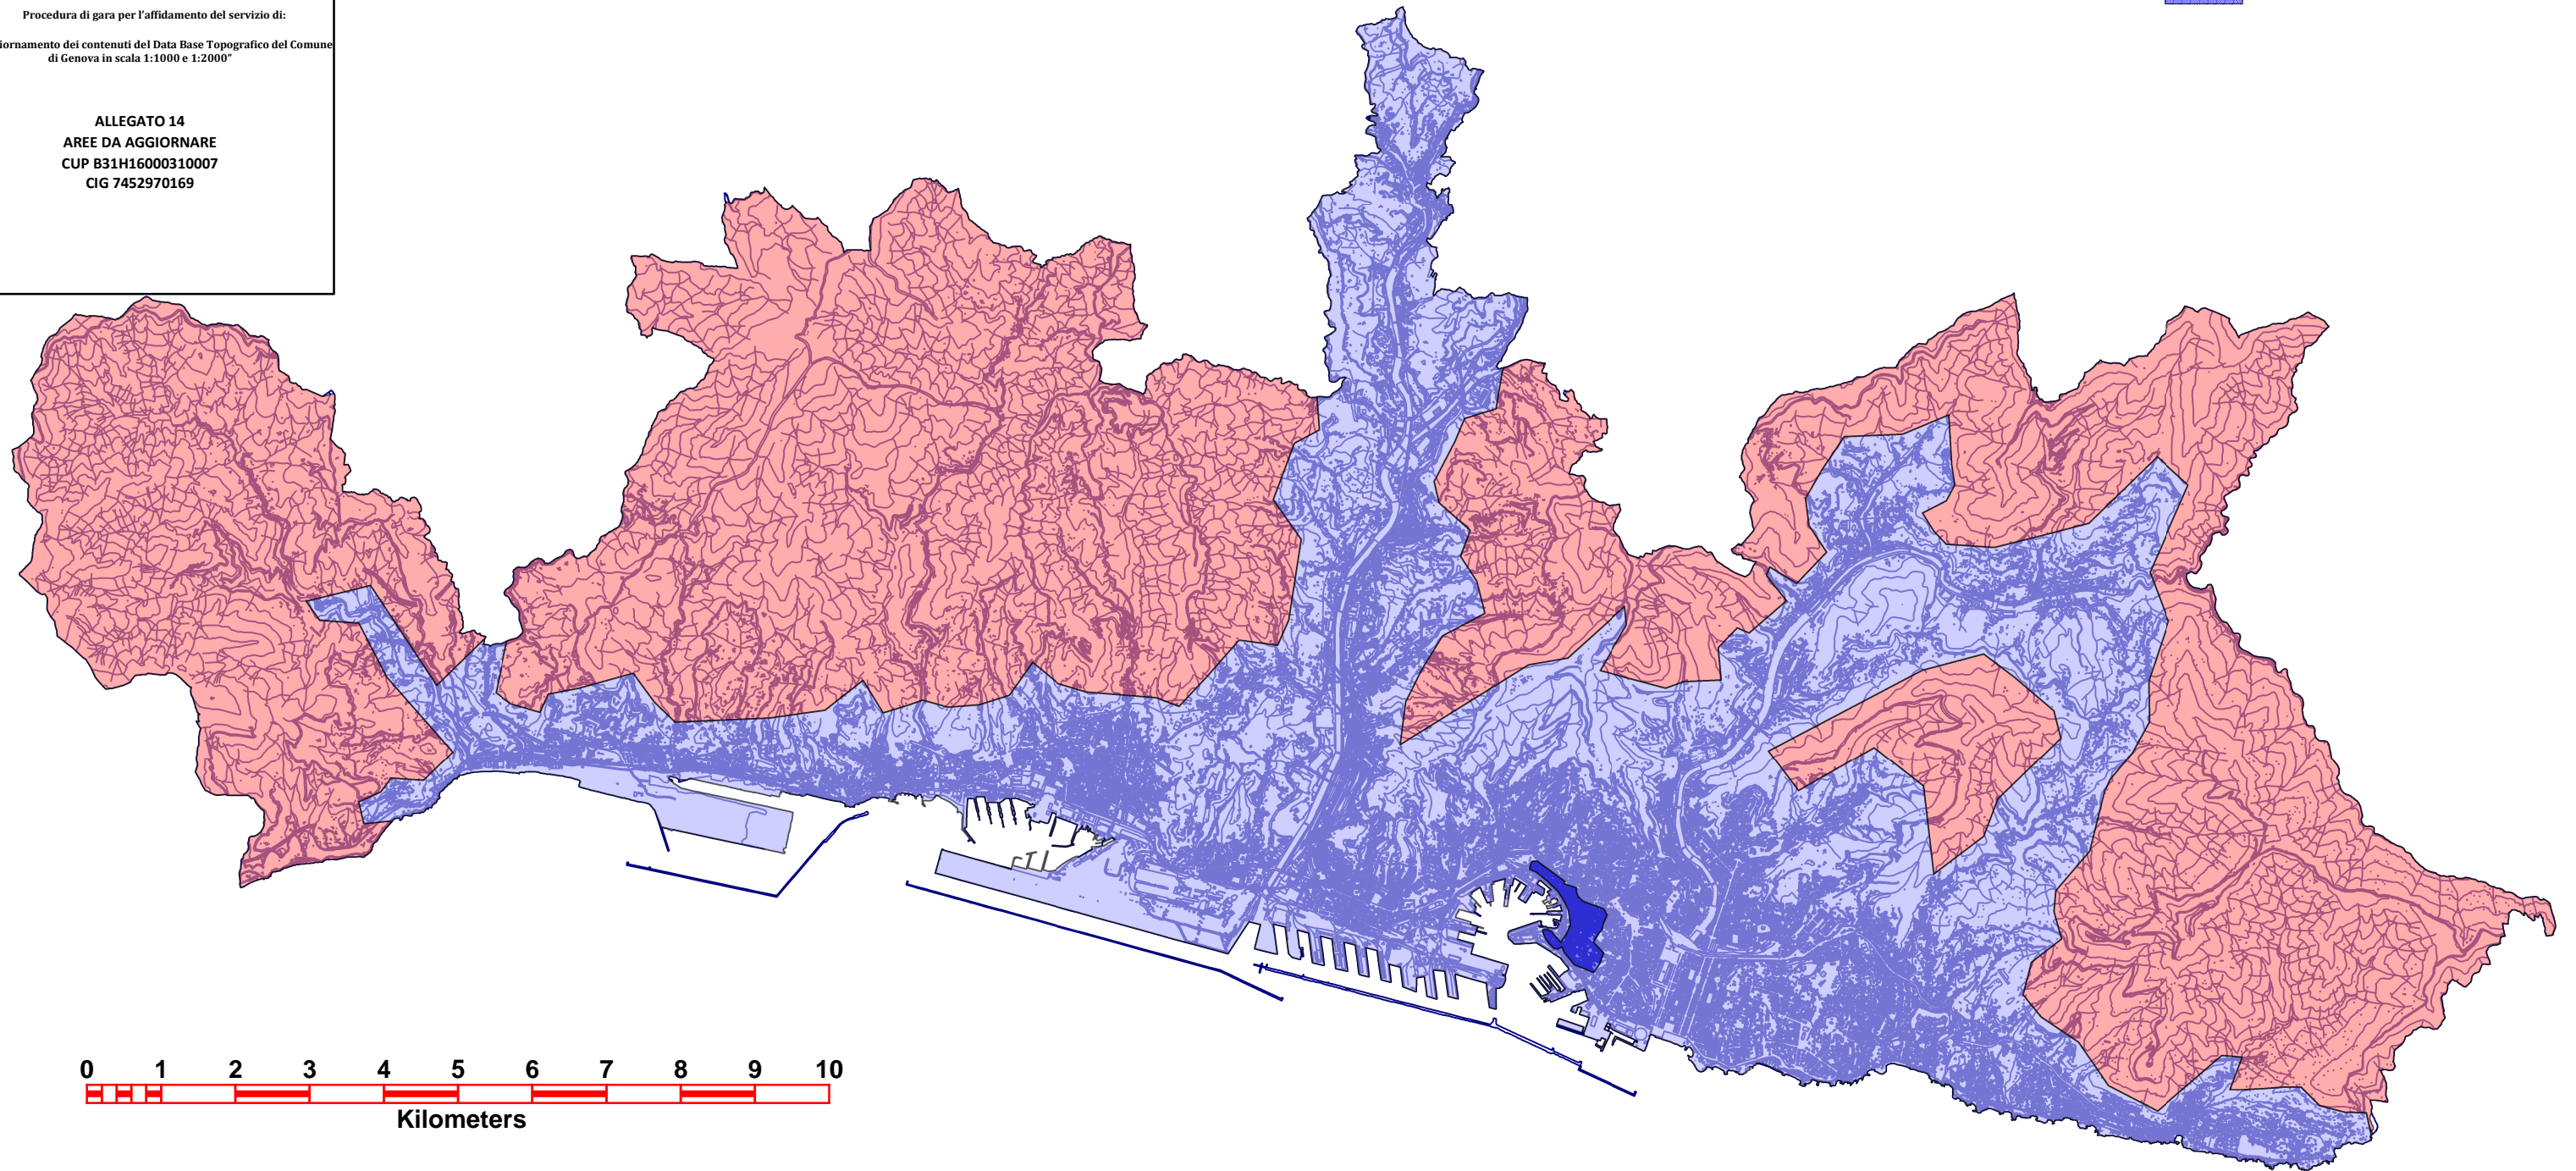 Procedura di gara per l'affidamento del servizio di:
dei contenuti del Data Base Topografico del Comune
di Genova in scala 1:1000 e 1:2000"
ALLEGATO 14
AREE DA AGGIORNARE
CUP B31H16000310007
CIG 7452970169
0 1 2 3 4 5 6 7 8 9 10
Kilometers